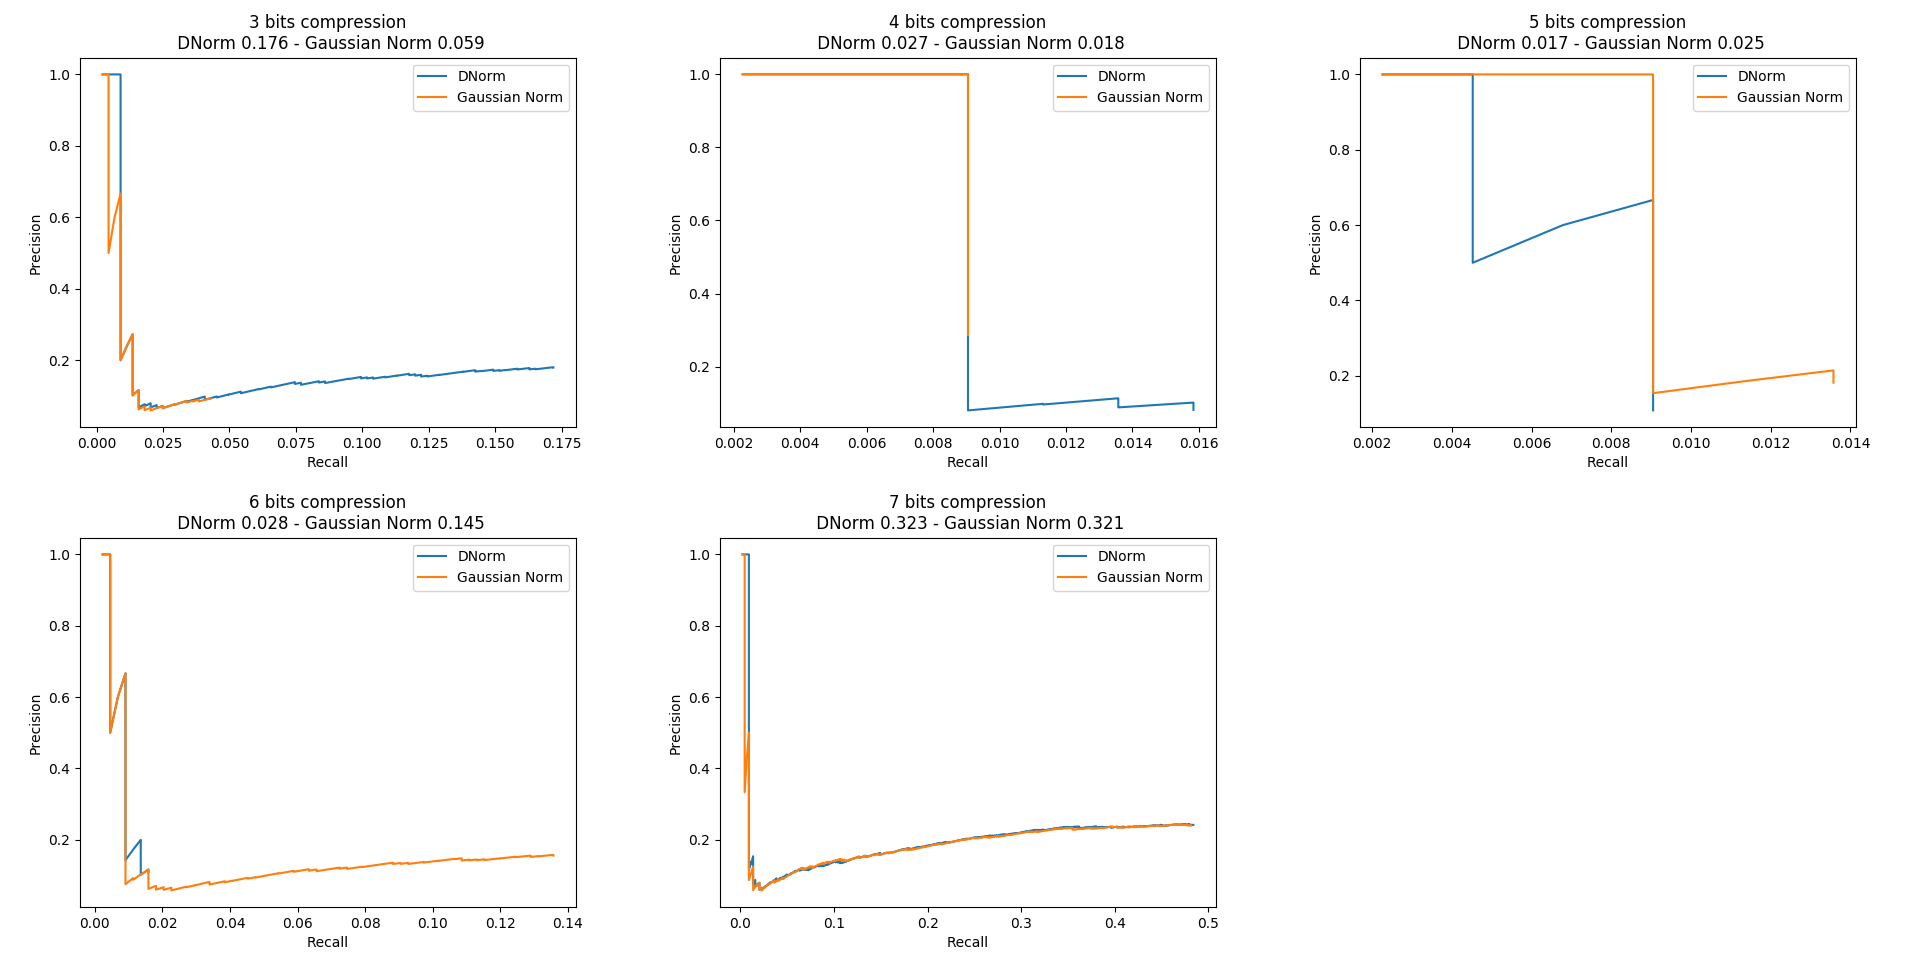 3 bits compression
DNorm 0.176 - Gaussian Norm 0.059
1.0
0.8
0.6
0.4
0.2
Precision
DNorm
Gaussian Norm
0.000 0.025 0.050 0.075 0.100 0.125 0.150 0.175
Recall
4 bits compression
DNorm 0.027 - Gaussian Norm 0.018
1.0
0.8
0.6
0.4
0.2
Precision
DNorm
Gaussian Norm
0.002 0.004 0.006 0.008 0.010 0.012 0.014 0.016
Recall
5 bits compression
DNorm 0.017 - Gaussian Norm 0.025
1.0
0.8
0.6
0.4
0.2
Precision
DNorm
Gaussian Norm
0.002 0.004 0.006 0.008 0.010 0.012 0.014
Recall
6 bits compression
DNorm 0.028 - Gaussian Norm 0.145
1.0
0.8
0.6
0.4
0.2
Precision
DNorm
Gaussian Norm
0.00 0.02 0.04 0.06 0.08 0.10 0.12 0.14
Recall
7 bits compression
DNorm 0.323 - Gaussian Norm 0.321
1.0
0.8
0.6
0.4
0.2
Precision
DNorm
Gaussian Norm
0.0 0.1 0.2 0.3 0.4 0.5
Recall